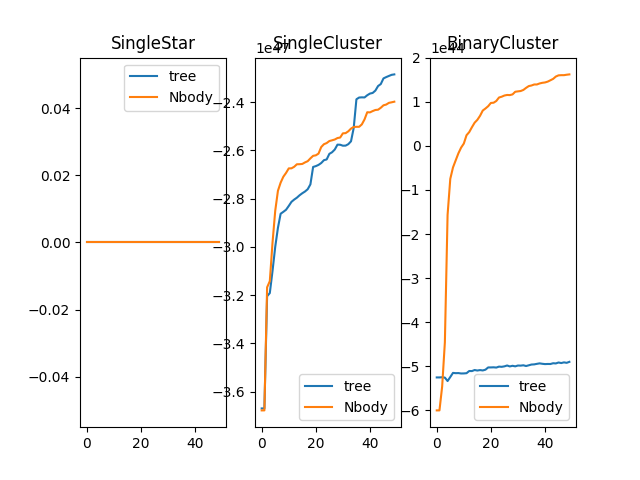 SingleStar
SingleCluster
BinaryCluster
1e47
1e44
0.04
0.02
0.00
−0.02
−0.04
0 20 40
tree
Nbody
−2.4
−2.6
−2.8
−3.0
−3.2
−3.4
−3.6
0 20 40
tree
Nbody
2
1
0
−1
−2
−3
−4
−5
−6
0 20 40
tree
Nbody